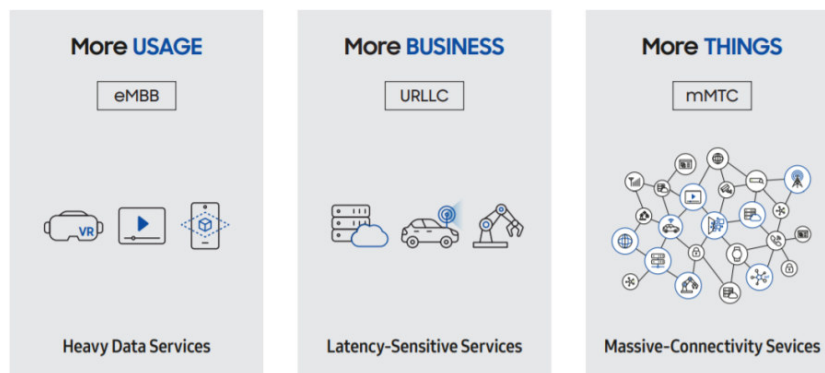 More USAGE
eMBB
VR
Heavy Data Services
More BUSINESS
URLLC
Latency-Sensitive Services
More THINGS
mMTC
Massive-Connectivity Sevices